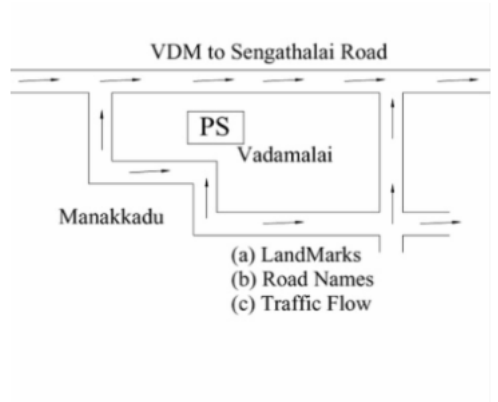 VDM to Sengathalai Road
PS
Vadamalai
Manakkadu
(a) LandMarks
(b) Road Names
(c) Traffic Flow